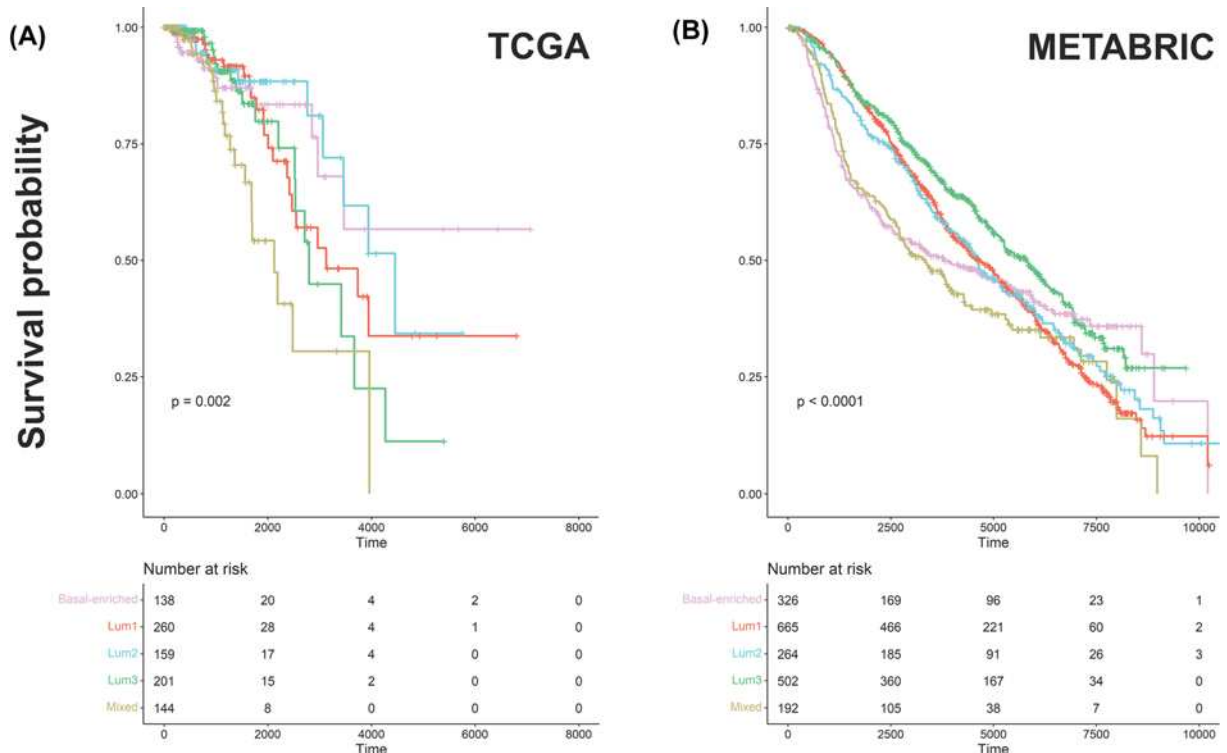 (A)
TCGA
Survival probability
1.00
0.75
0.50
0.25
0.00
p = 0.002
0 2000 4000 6000 8000
Time
Number at risk
Basal-enriched 138 20 4 2 0
Lum1 260 28 4 1 0
Lum2 159 17 4 0 0
Lum3 201 15 2 0 0
Mixed 144 8 0 0 0
0 2000 4000 6000 8000
Time
(B)
METABRIC
1.00
0.75
0.50
0.25
0.00
p < 0.0001
0 2500 5000 7500 10000
Time
Number at risk
Basal-enriched 326 169 96 23 1
Lum1 665 466 221 60 2
Lum2 264 185 91 26 3
Lum3 502 360 167 34 0
Mixed 192 105 38 7 0
0 2500 5000 7500 10000
Time